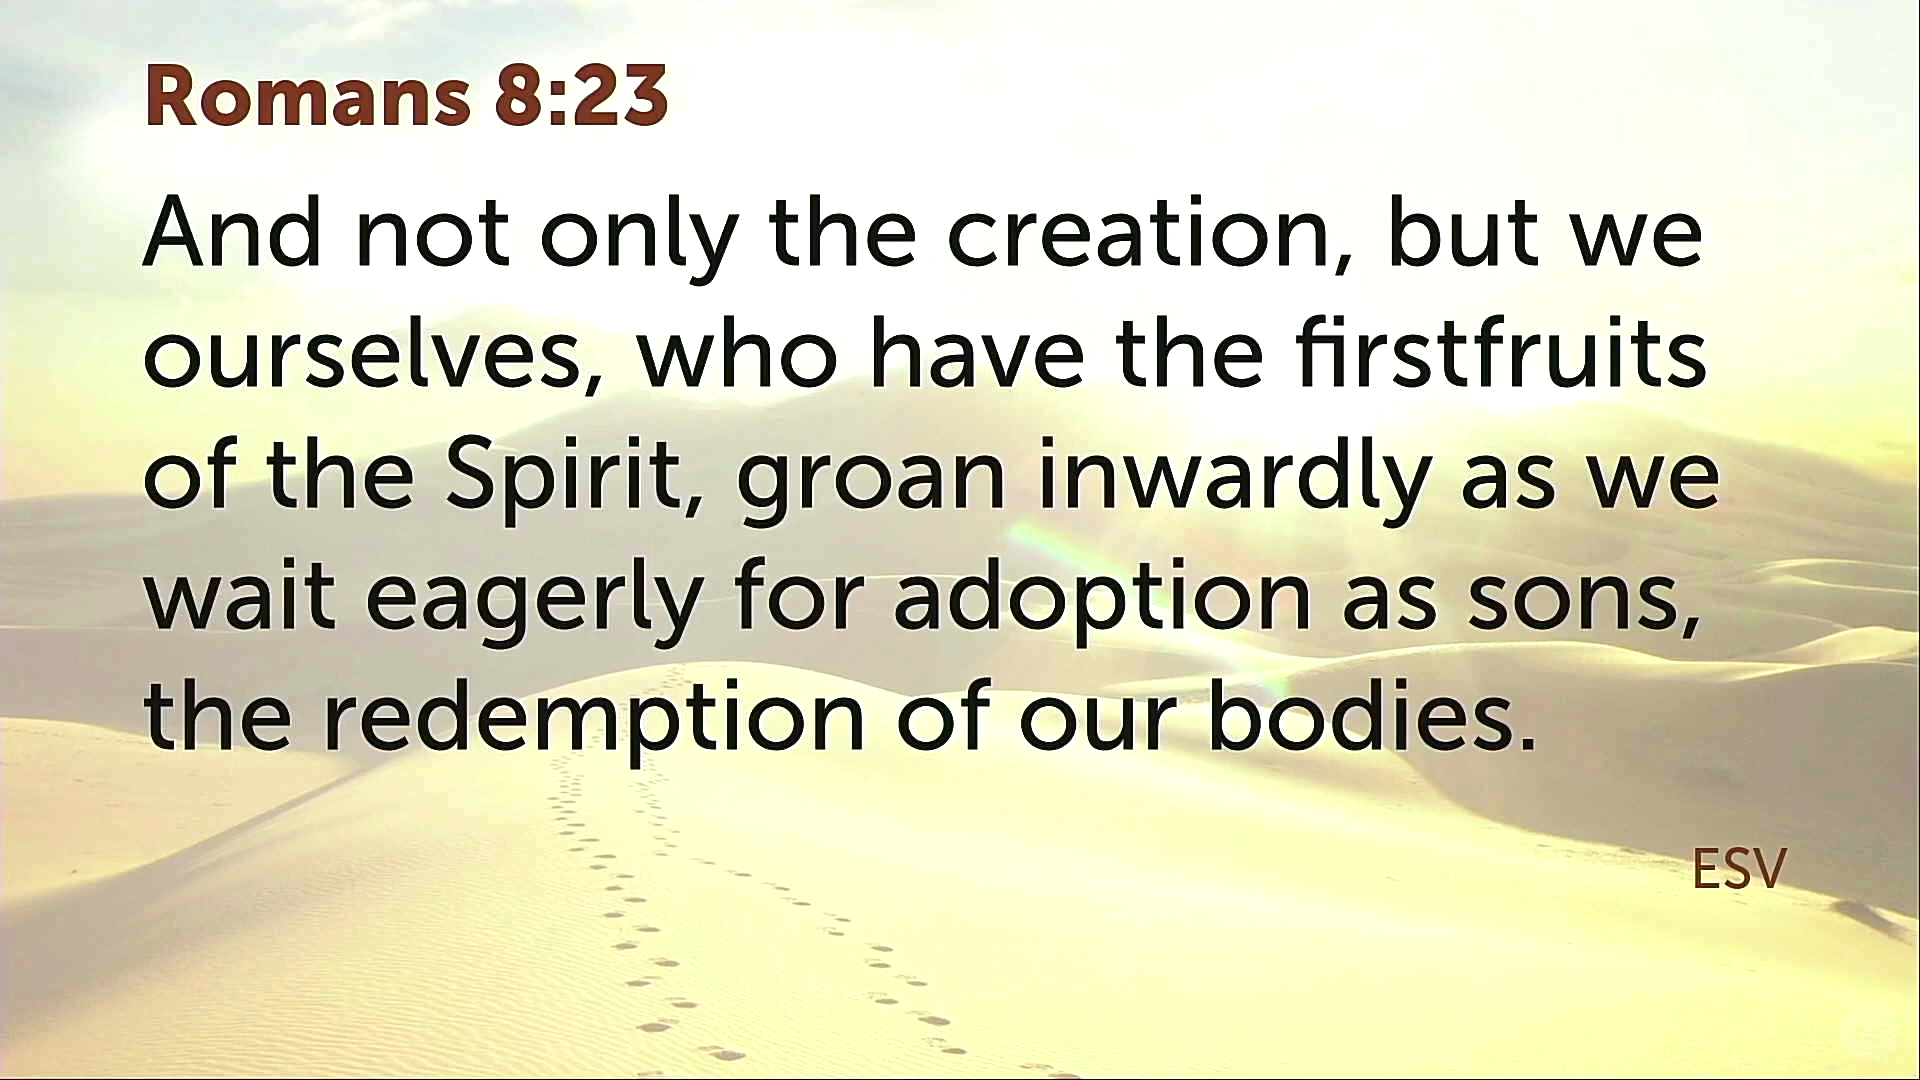 Romans 8:23
And not only the creation, but we
ourselves, who have the firstfruits
of the Spirit, groan inwardly as we
wait eagerly for adoption as sons,
the redemption of our bodies.
ESV